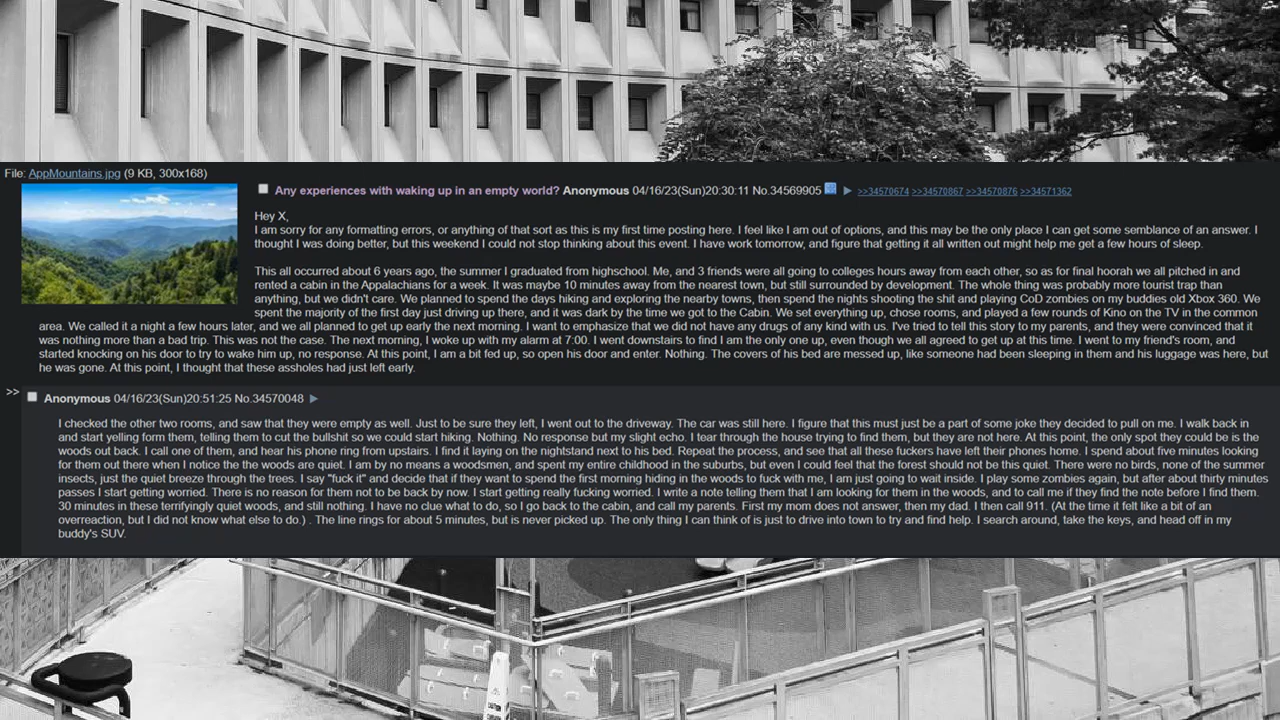 File: AppMountains.jpg (9 KB, 300x168)
Any experiences with waking up in an empty world? Anonymous 04/16/23(Sun)20:30:11 No.34569905 ▶ >>34570674 >>34570867 >>34570876 >>34571362
Hey X,
I am sorry for any formatting errors, or anything of that sort as this is my first time posting here. I feel like I am out of options, and this may be the only place I can get some semblance of an answer. I
thought I was doing better, but this weekend I could not stop thinking about this event. I have work tomorrow, and figure that getting it all written out might help me get a few hours of sleep.
This all occurred about 6 years ago, the summer I graduated from highschool. Me, and 3 friends were all going to colleges hours away from each other, so as for final hoorah we all pitched in and
rented a cabin in the Appalachians for a week. It was maybe 10 minutes away from the nearest town, but still surrounded by development. The whole thing was probably more tourist trap than
anything, but we didn't care. We planned to spend the days hiking and exploring the nearby towns, then spend the nights shooting the shit and playing CoD zombies on my buddies old Xbox 360. We
spent the majority of the first day just driving up there, and it was dark by the time we got to the Cabin. We set everything up, chose rooms, and played a few rounds of Kino on the TV in the common
area. We called it a night a few hours later, and we all planned to get up early the next morning. I want to emphasize that we did not have any drugs of any kind with us. I've tried to tell this story to my parents, and they were convinced that it
was nothing more than a bad trip. This was not the case. The next morning, I woke up with my alarm at 7:00. I went downstairs to find I am the only one up, even though we all agreed to get up at this time. I went to my friend's room, and
started knocking on his door to try to wake him up, no response. At this point, I am a bit fed up, so open his door and enter. Nothing. The covers of his bed are messed up, like someone had been sleeping in them and his luggage was here, but
he was gone. At this point, I thought that these assholes had just left early.
>> Anonymous 04/16/23(Sun)20:51:25 No.34570048 ▶
I checked the other two rooms, and saw that they were empty as well. Just to be sure they left, I went out to the driveway. The car was still here. I figure that this must just be a part of some joke they decided to pull on me. I walk back in
and start yelling form them, telling them to cut the bullshit so we could start hiking. Nothing. No response but my slight echo. I tear through the house trying to find them, but they are not here. At this point, the only spot they could be is the
woods out back. I call one of them, and hear his phone ring from upstairs. I find it laying on the nightstand next to his bed. Repeat the process, and see that all these fuckers have left their phones home. I spend about five minutes looking
for them out there when I notice the the woods are quiet. I am by no means a woodsmen, and spent my entire childhood in the suburbs, but even I could feel that the forest should not be this quiet. There were no birds, none of the summer
insects, just the quiet breeze through the trees. I say "fuck it" and decide that if they want to spend the first morning hiding in the woods to fuck with me, I am just going to wait inside. I play some zombies again, but after about thirty minutes
passes I start getting worried. There is no reason for them not to be back by now. I start getting really fucking worried. I write a note telling them that I am looking for them in the woods, and to call me if they find the note before I find them.
30 minutes in these terrifyingly quiet woods, and still nothing. I have no clue what to do, so I go back to the cabin, and call my parents. First my mom does not answer, then my dad. I then call 911. (At the time it felt like a bit of an
overreaction, but I did not know what else to do.) . The line rings for about 5 minutes, but is never picked up. The only thing I can think of is just to drive into town to try and find help. I search around, take the keys, and head off in my
buddy's SUV.